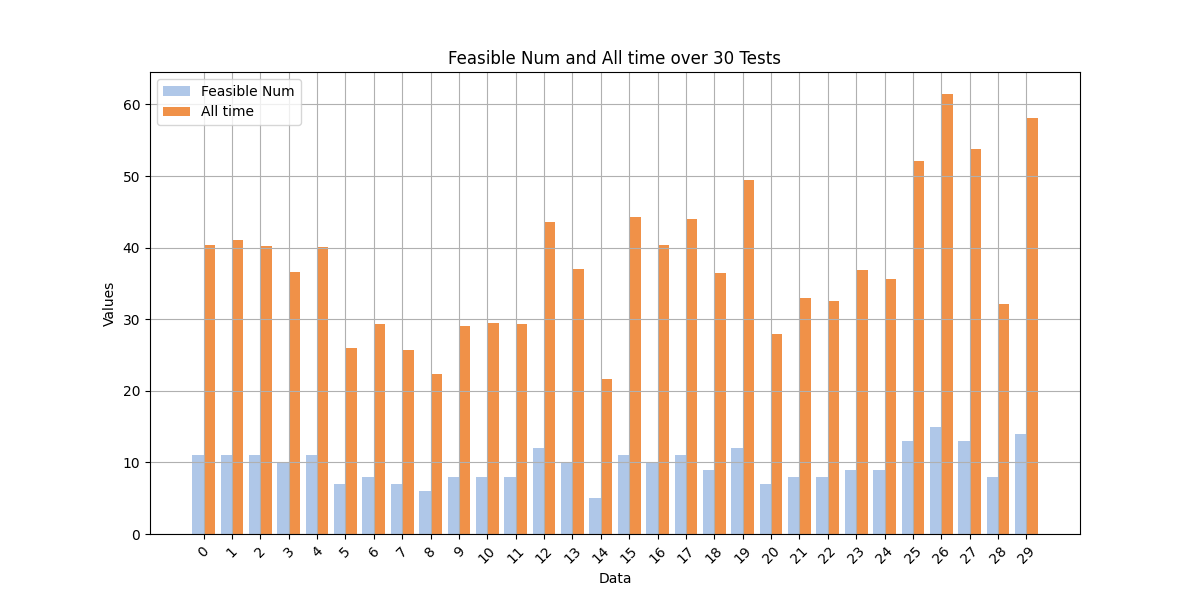 Feasible Num and All time over 30 Tests
Feasible Num
All time
Values
60
50
40
30
20
10
0
0 1 2 3 4 5 6 7 8 9 10 11 12 13 14 15 16 17 18 19 20 21 22 23 24 25 26 27 28 29
Data